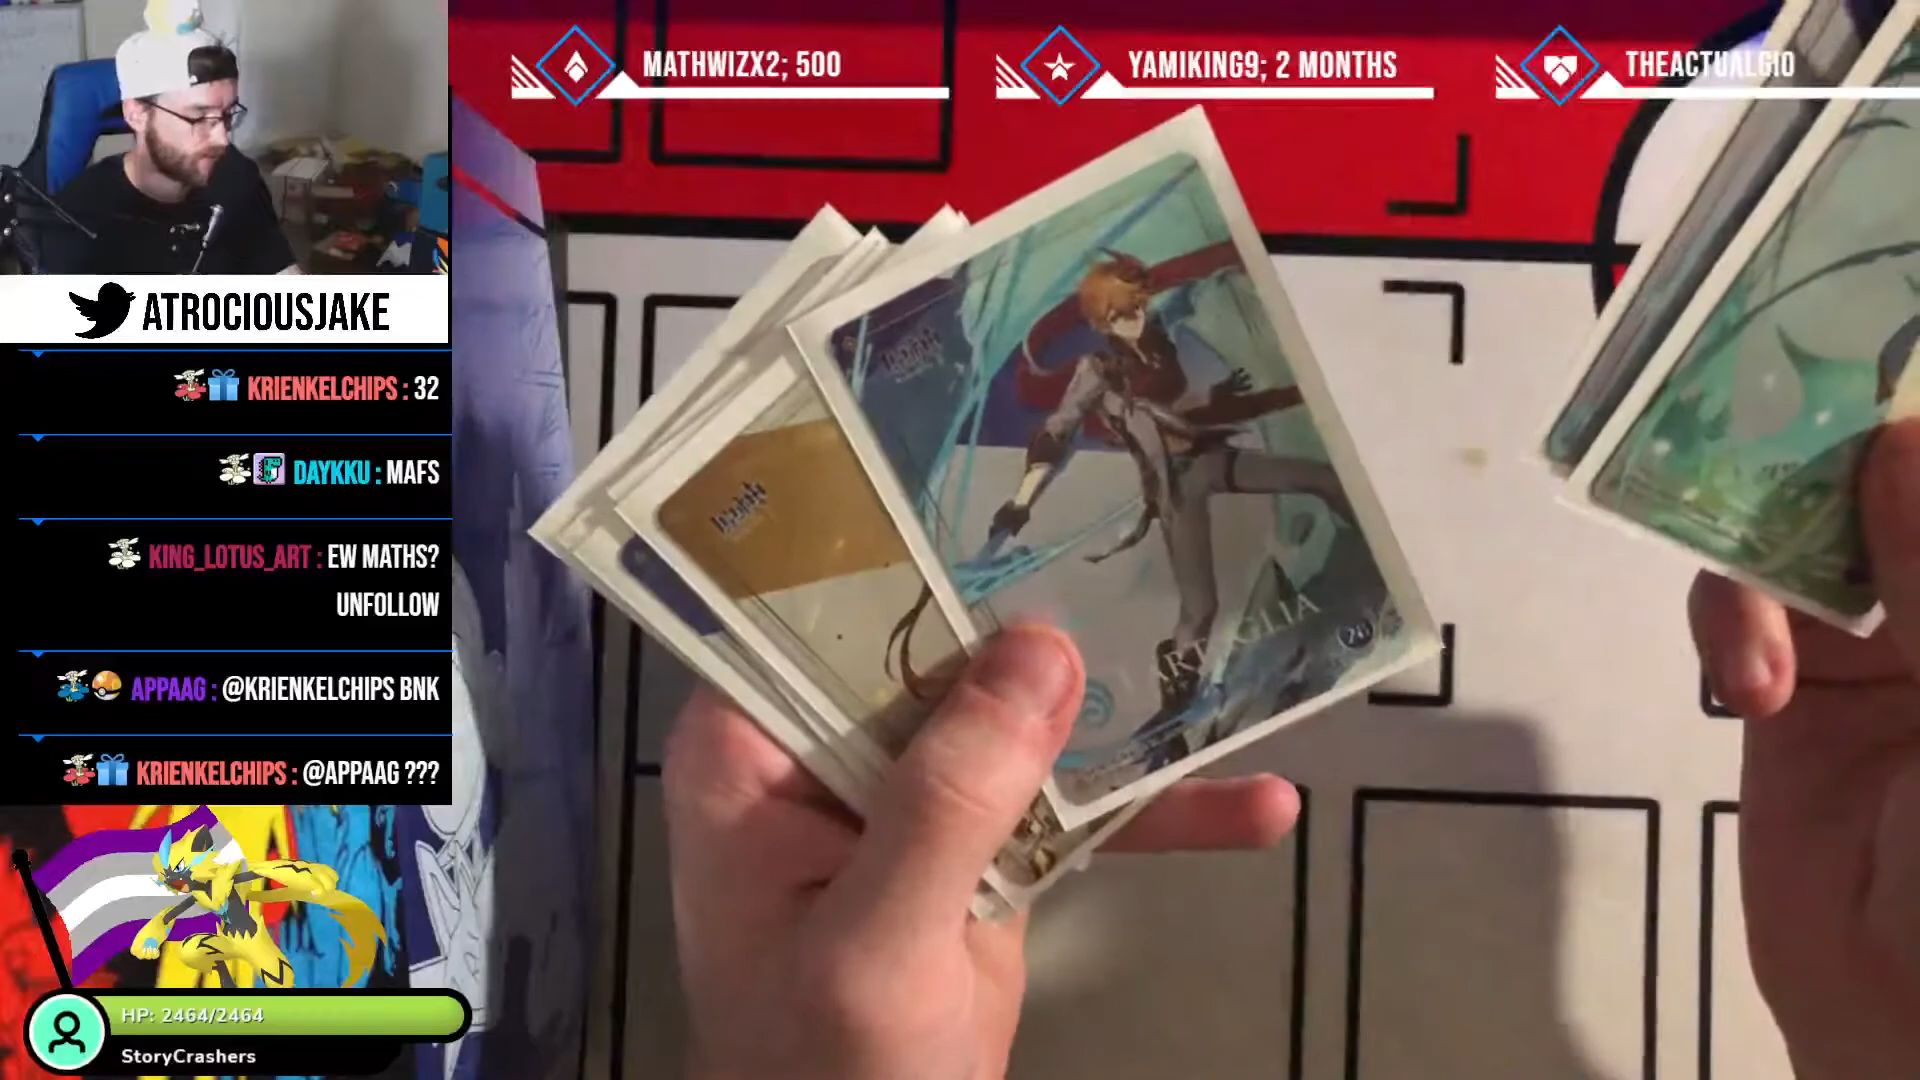 MATHWIZX2; 500
YAMIKING9; 2 MONTHS
THEACTUALGIO
ATROCIOUSJAKE
KRIENKELCHIPS : 32
DAYKKU : MAFS
KING_LOTUS_ART : EW MATHS?
UNFOLLOW
APPAAG : @KRIENKELCHIPS BNK
KRIENKELCHIPS : @APPAAG ???
TARTAGLIA
HP: 2464/2464
StoryCrashers